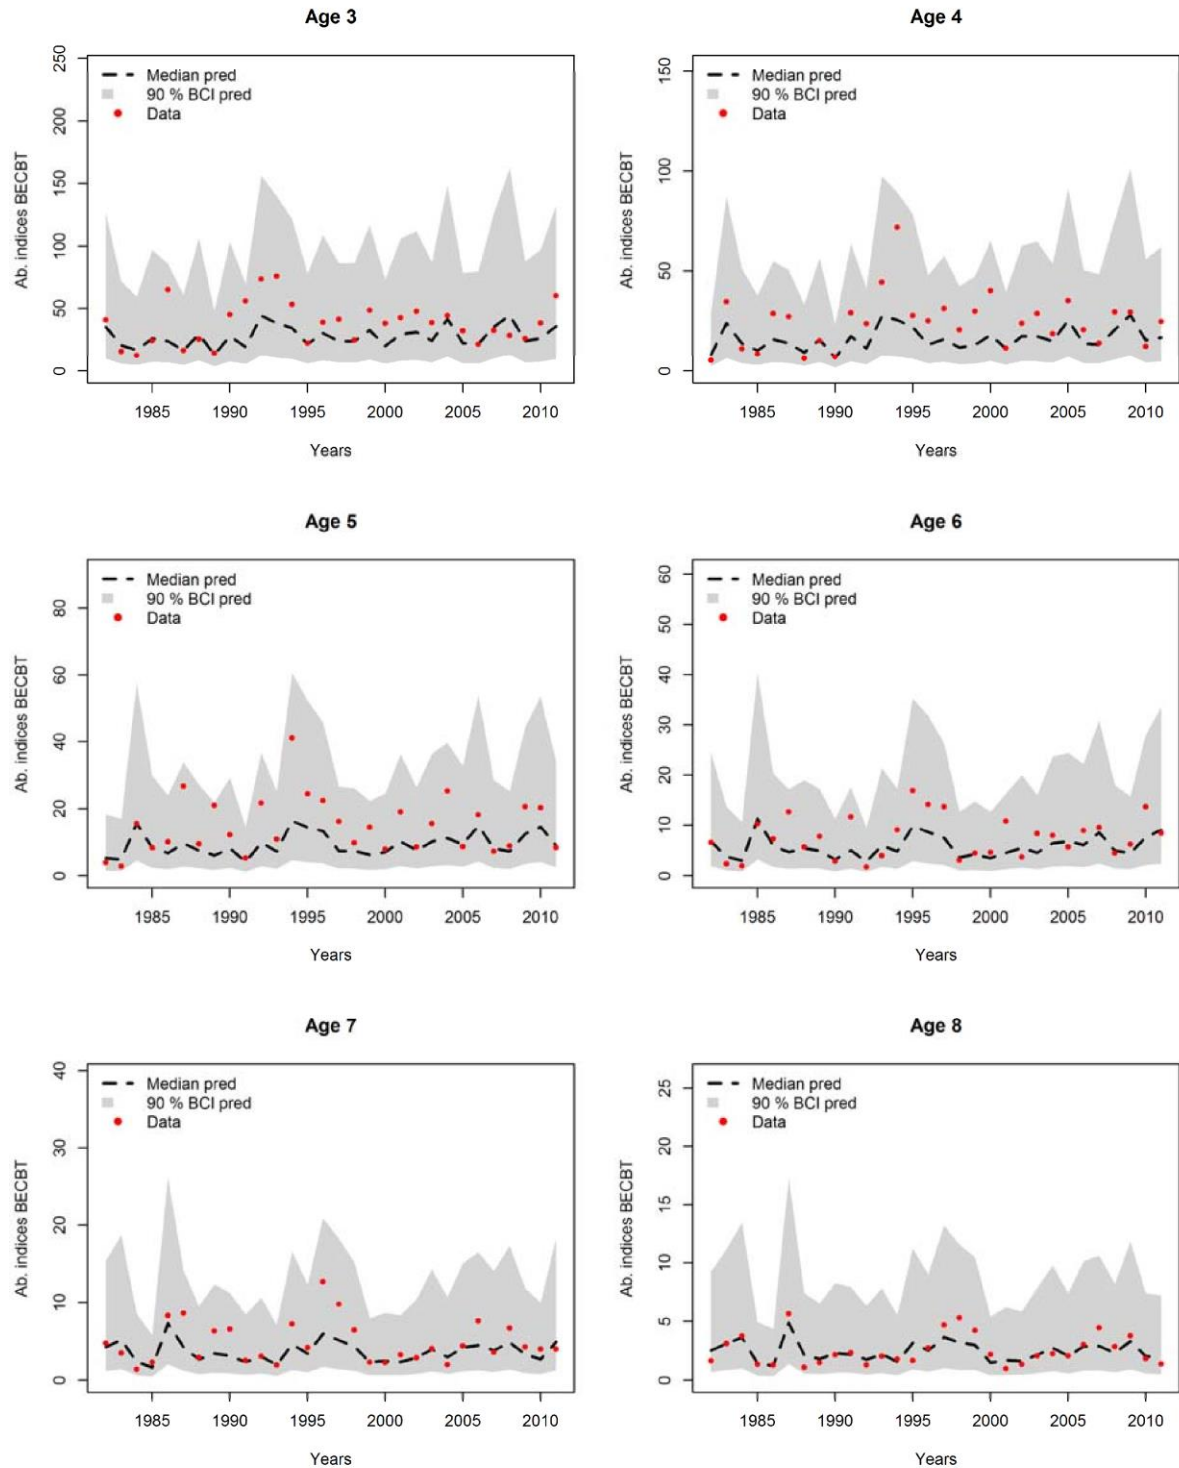 Age 3
250
200
150
100
50
0
Ab. indices BECBT
Median pred
90 % BCI pred
Data
1985 1990 1995 2000 2005 2010
Years
Age 4
150
100
50
0
Ab. indices BECBT
Median pred
90 % BCI pred
Data
1985 1990 1995 2000 2005 2010
Years
Age 5
80
60
40
20
0
Ab. indices BECBT
Median pred
90 % BCI pred
Data
1985 1990 1995 2000 2005 2010
Years
Age 6
60
50
40
30
20
10
0
Ab. indices BECBT
Median pred
90 % BCI pred
Data
1985 1990 1995 2000 2005 2010
Years
Age 7
40
30
20
10
0
Ab. indices BECBT
Median pred
90 % BCI pred
Data
1985 1990 1995 2000 2005 2010
Years
Age 8
25
20
15
10
5
0
Ab. indices BECBT
Median pred
90 % BCI pred
Data
1985 1990 1995 2000 2005 2010
Years